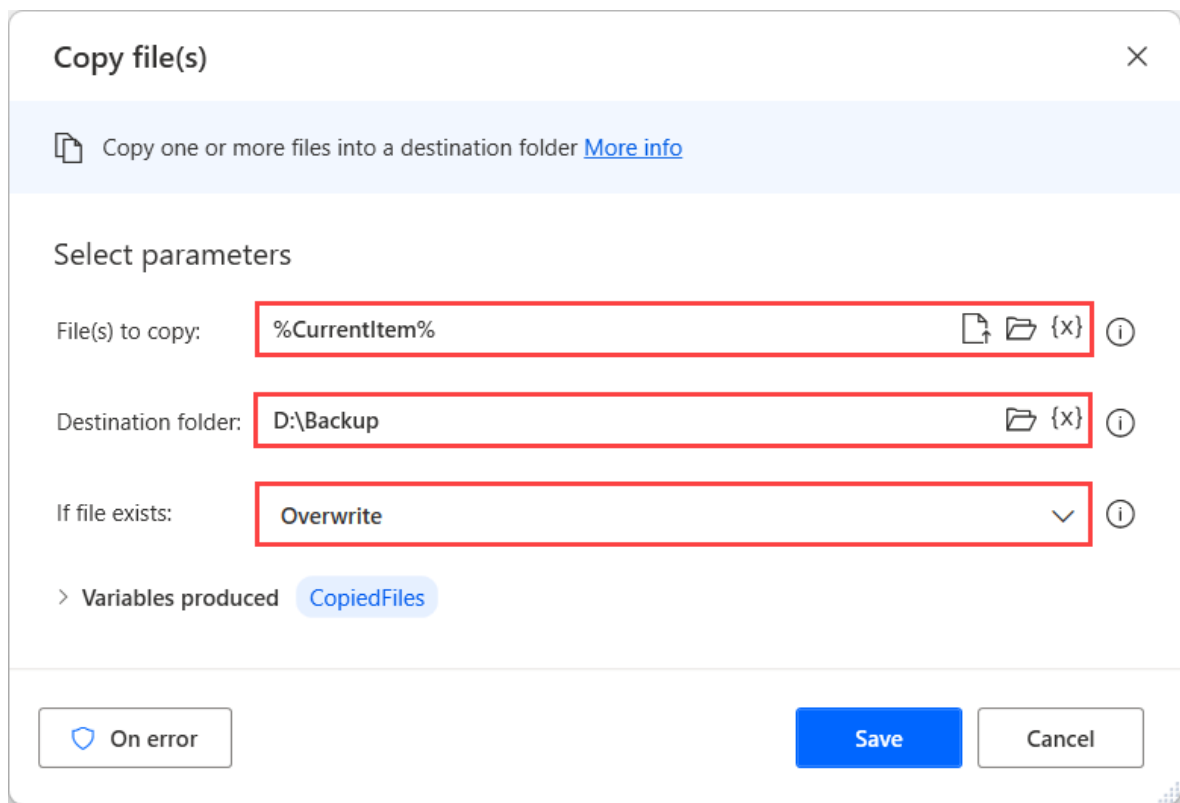 Copy file(s)
Copy one or more files into a destination folder More info
Select parameters
File(s) to copy: %CurrentItem% {x}
Destination folder: D:\Backup {x}
If file exists: Overwrite
Variables produced CopiedFiles
On error Save Cancel